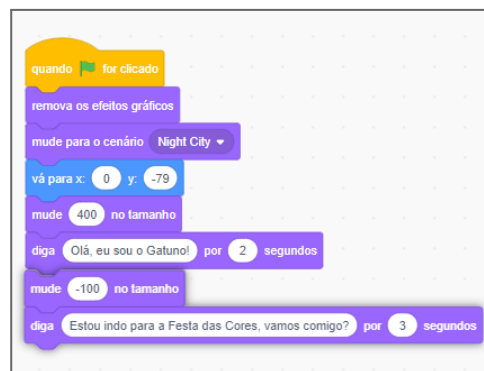 quando for clicado
remova os efeitos gráficos
mude para o cenário Night City
vá para x: 0 y: -79
mude 400 no tamanho
diga Olá, eu sou o Gatuno! por 2 segundos
mude -100 no tamanho
diga Estou indo para a Festa das Cores, vamos comigo? por 3 segundos